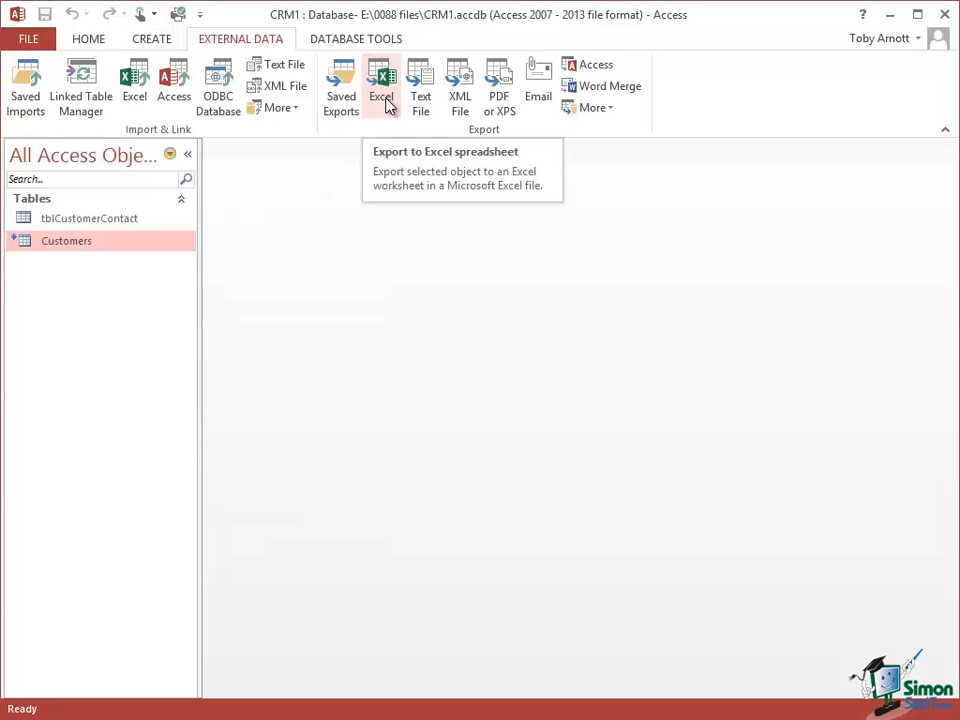 CRM1 : Database- E:\0088 files\CRM1.accdb (Access 2007 - 2013 file format) - Access
FILE HOME CREATE EXTERNAL DATA DATABASE TOOLS Toby Arnott
Saved Imports
Linked Table Manager
Excel
Access
ODBC Database
Text File
XML File
More
Import & Link
Saved Exports
Excel
Text File
XML File
PDF or XPS
Email
Access
Word Merge
More
Export
All Access Obje...
Search...
Tables
tblCustomerContact
Customers
Export to Excel spreadsheet
Export selected object to an Excel
worksheet in a Microsoft Excel file.
Simon
Ready